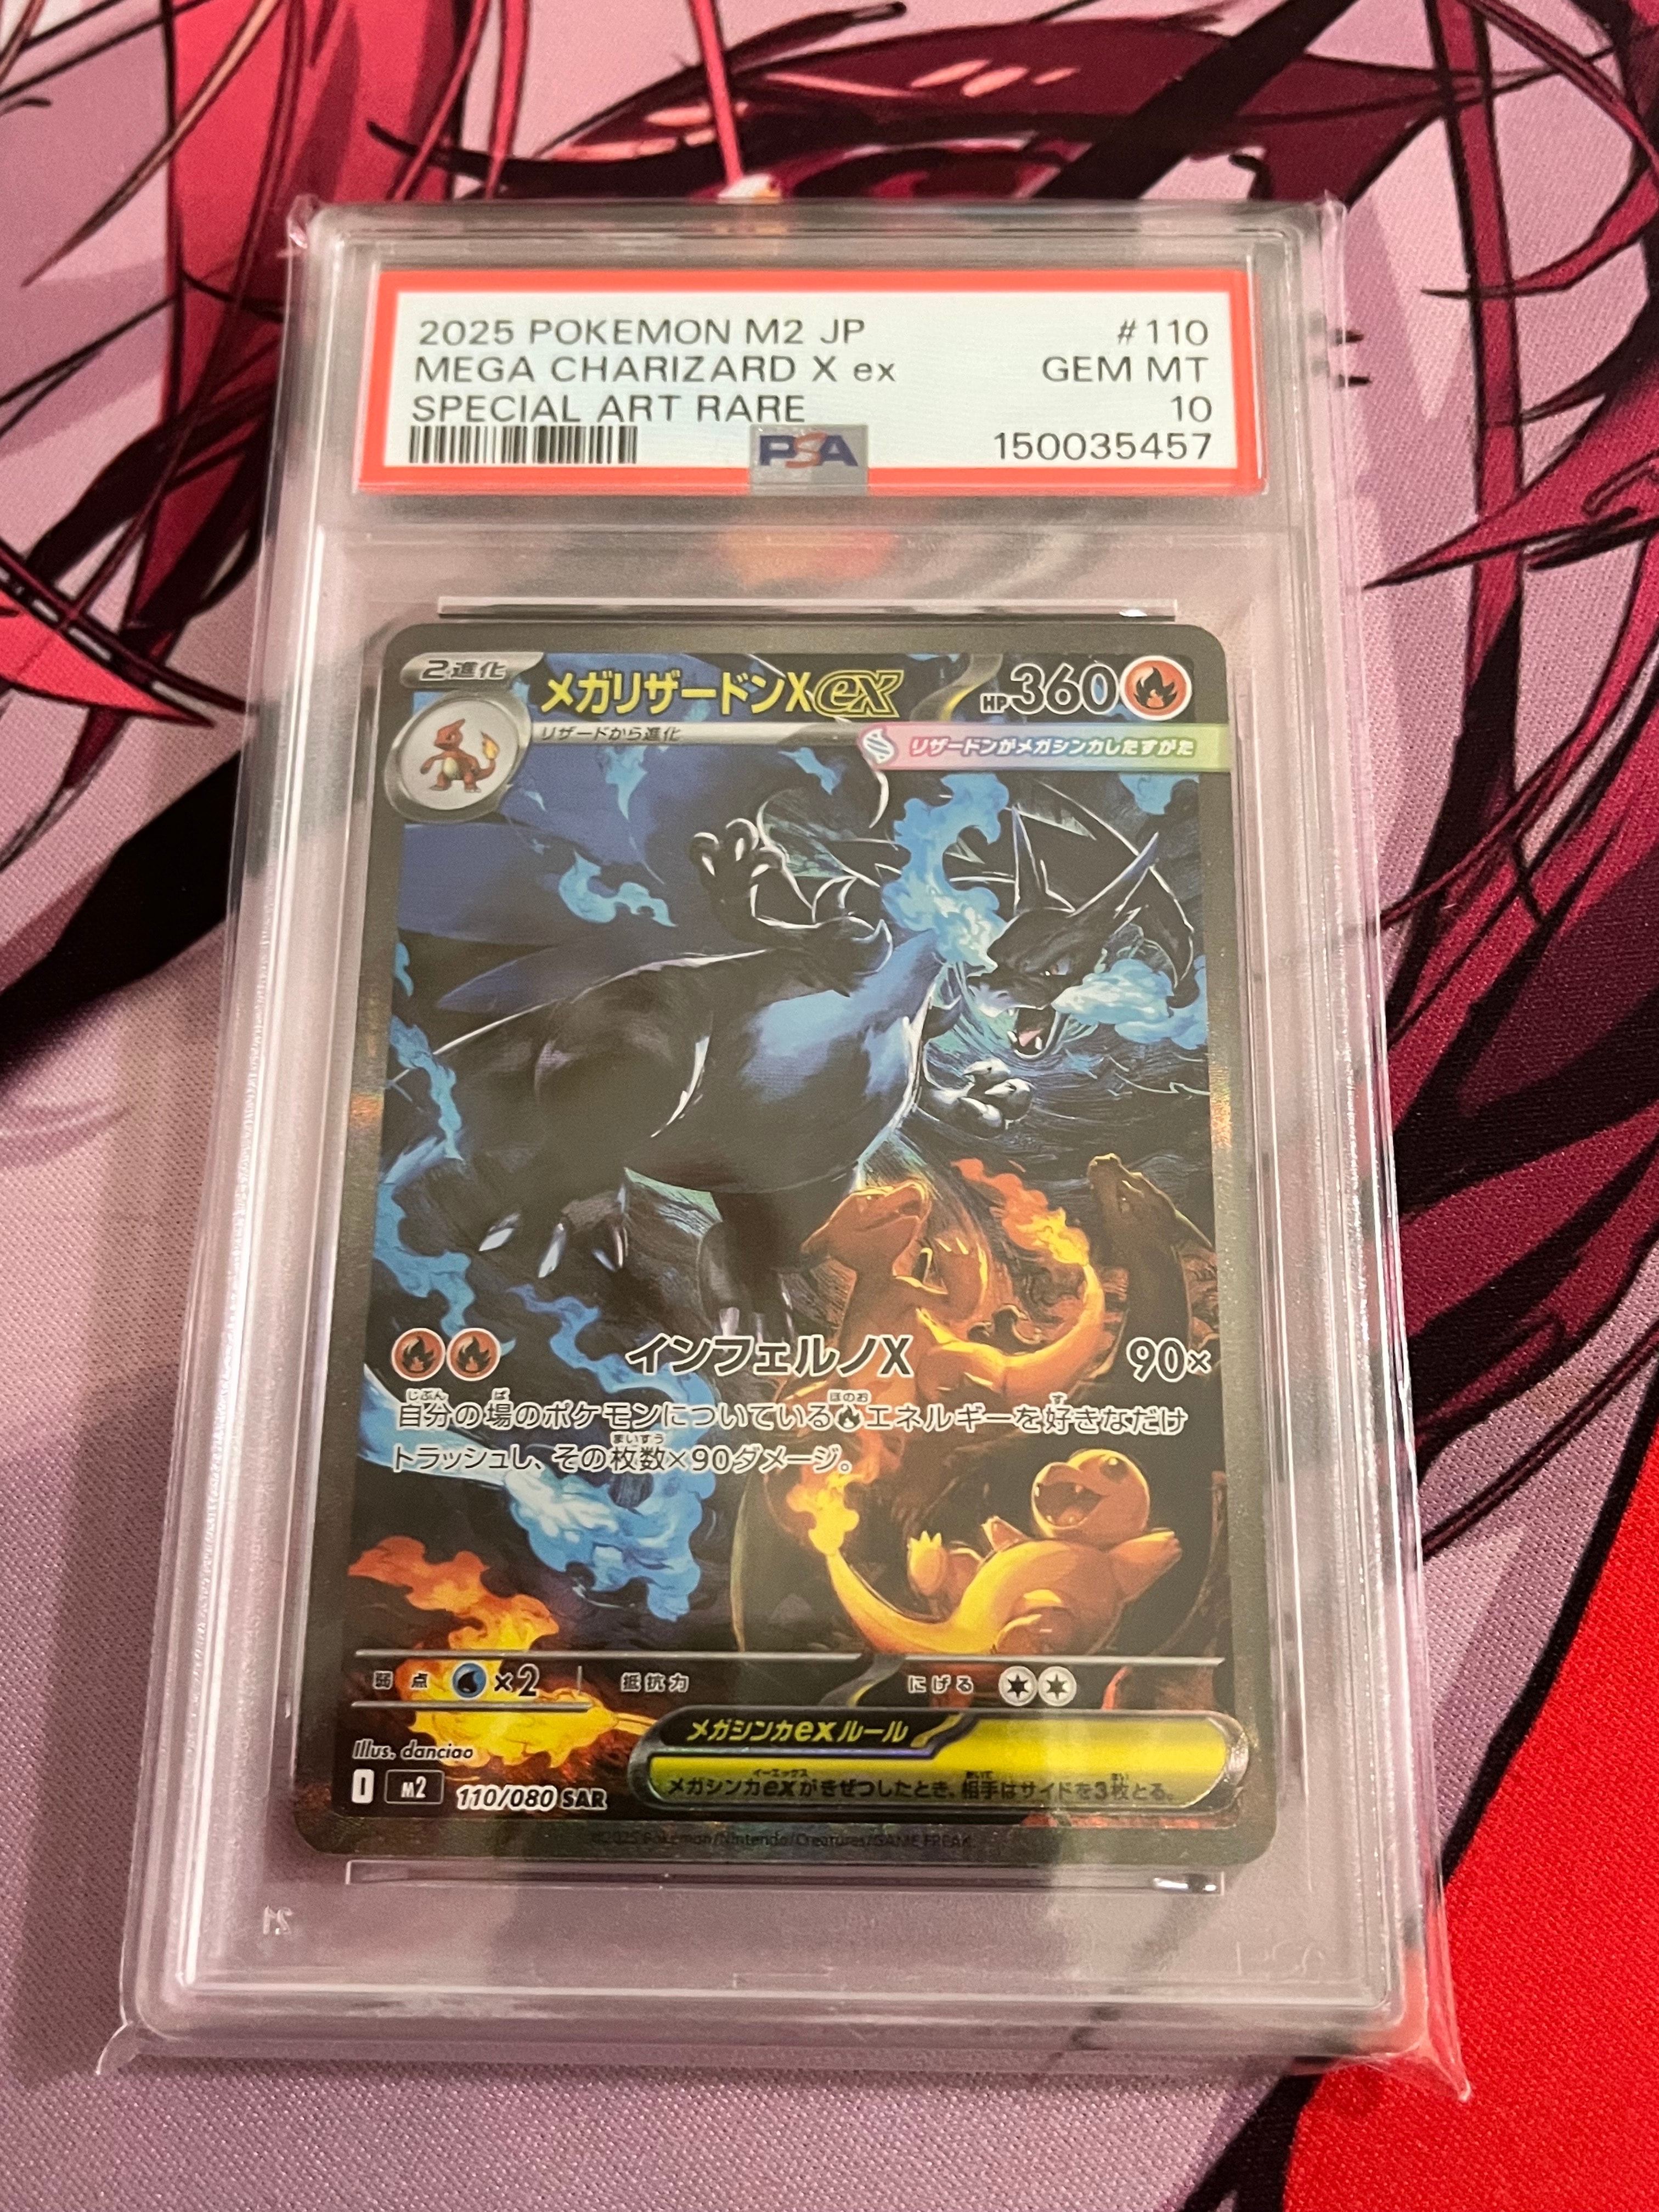 2025 POKEMON M2 JP #110
MEGA CHARIZARD X ex GEM MT
SPECIAL ART RARE 10
PSA 150035457
2進化 メガリザードンXex HP360
リザードから進化
リザードンがメガシンカしたすがた
インフェルノX 90×
自分の場のポケモンについているエネルギーを好きなだけ
トラッシュし、その枚数×90ダメージ。
弱点 ×2 抵抗力 にげる
メガシンカexルール
メガシンカexがきぜつしたとき、相手はサイドを3枚とる。
Illus. danciao
I M2 110/080 SAR
©2025 Pokémon/Nintendo/Creatures/GAME FREAK